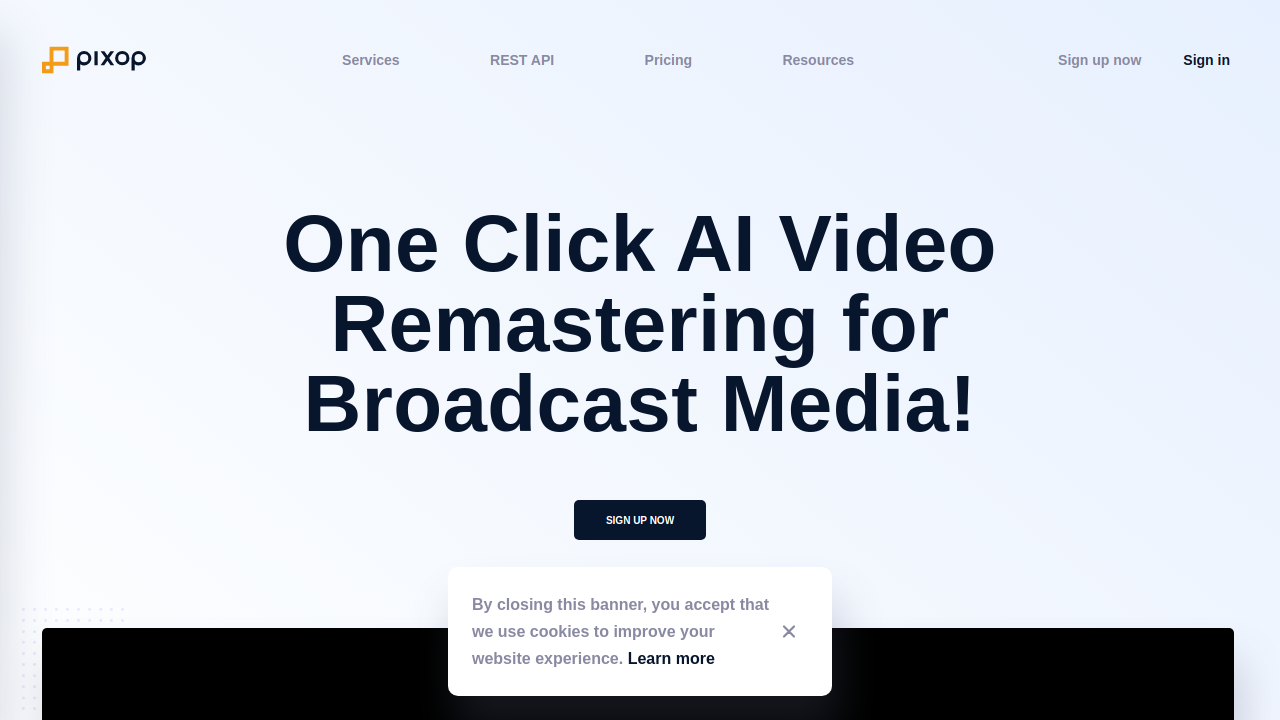 pixop
Services
REST API
Pricing
Resources
Sign up now
Sign in
One Click AI Video
Remastering for
Broadcast Media!
SIGN UP NOW
By closing this banner, you accept that
we use cookies to improve your
website experience. Learn more